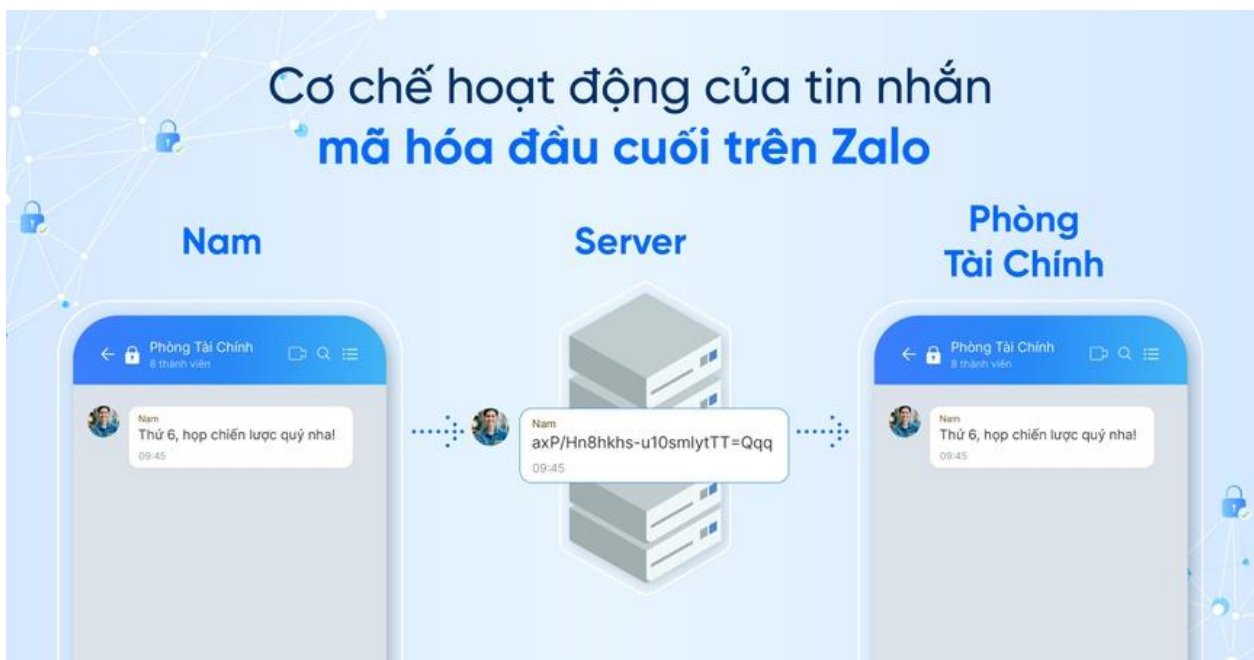 Cơ chế hoạt động của tin nhắn
mã hóa đầu cuối trên Zalo
Nam
Server
Phòng
Tài Chính
Phòng Tài Chính
8 thành viên
Nam
Thứ 6, họp chiến lược quý nha!
09:45
Nam
axP/Hn8hkhs-u10smlytTT=Qqq
09:45
Phòng Tài Chính
8 thành viên
Nam
Thứ 6, họp chiến lược quý nha!
09:45